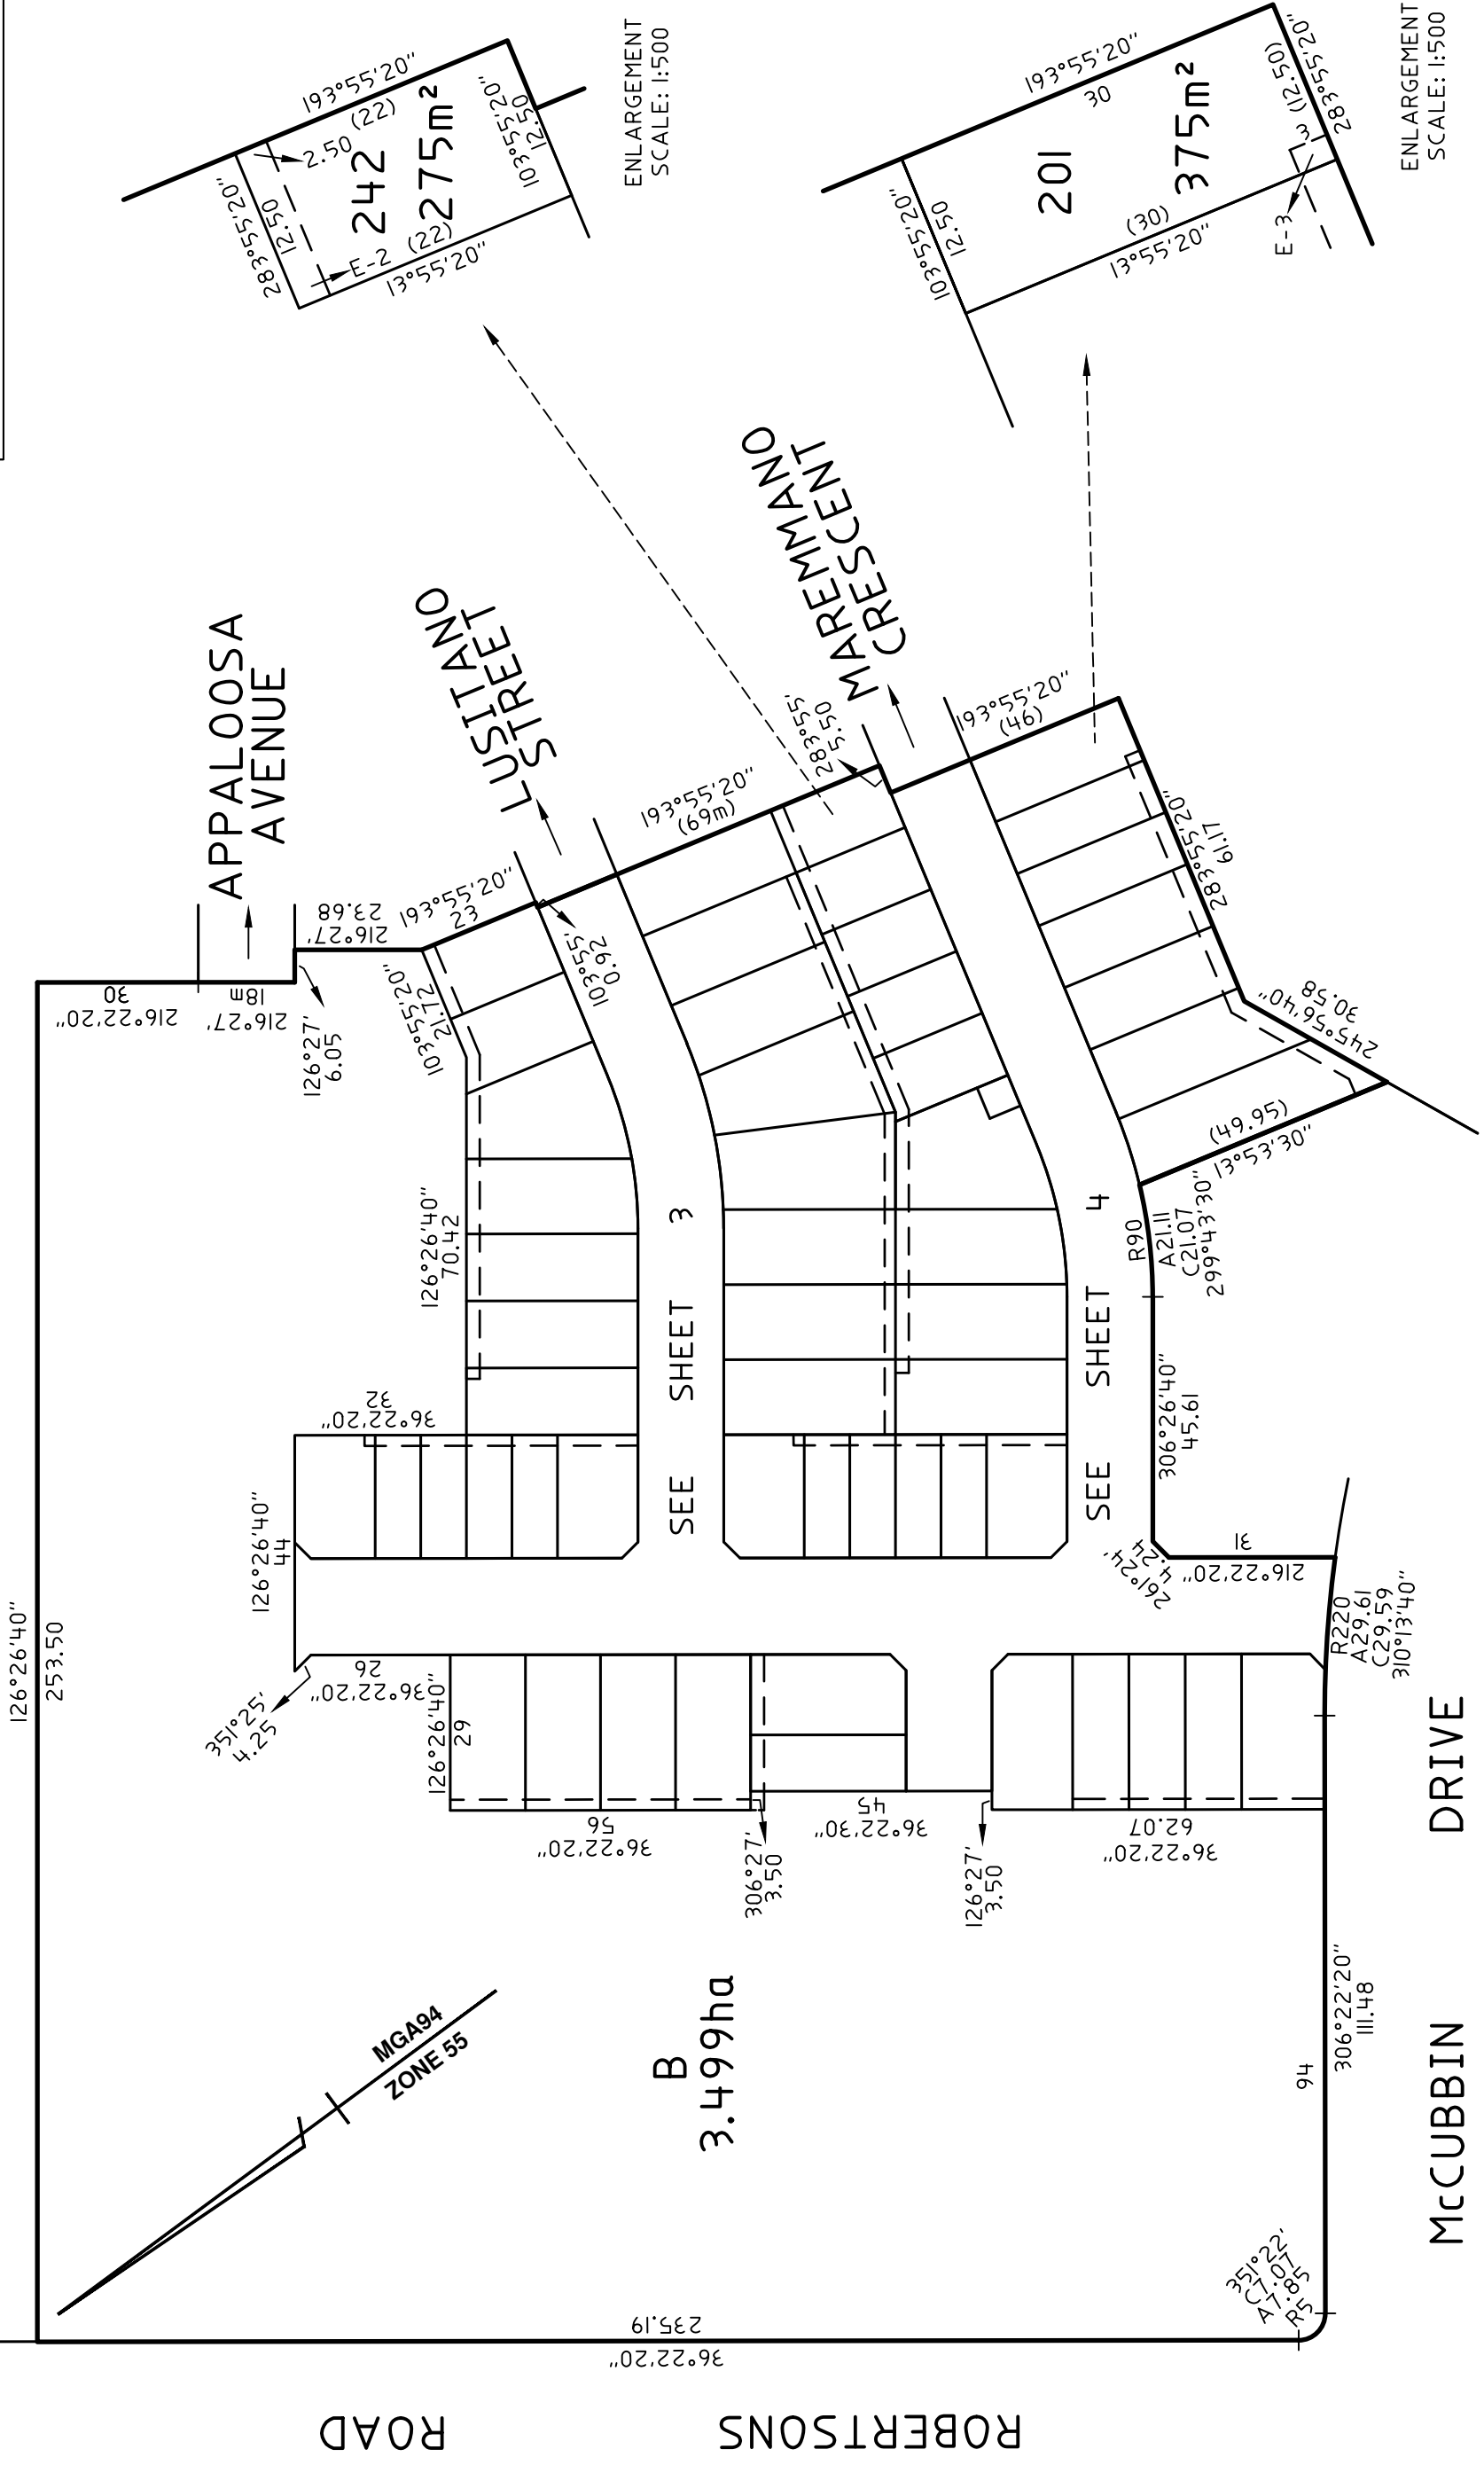 193°55'20"
(22)
2.50
283°55'20"
12.50
242
275m²
103°55'20"
12.50
E-2
(22)
13°55'20"
ENLARGEMENT
SCALE: 1:500
193°55'20"
30
103°55'20"
12.50
201
375m²
(30)
13°55'20"
(12.50)
283°55'20"
3
E-3
ENLARGEMENT
SCALE: 1:500
APPALOOSA
AVENUE
LUSITANO
STREET
MAREMMANO
CRESCENT
30
216°22'20"
18m
216°27'
126°27'
6.05
23.68
216°27'
193°55'20"
23
103°55'20"
21.72
103°55'
0.92
193°55'20"
(69m)
283°55'
5.50
193°55'20"
(46)
283°55'20"
61.17
245°56'40"
30.58
(49.95)
13°53'30"
R90
A21.11
C21.07
299°43'30"
126°26'40"
70.42
SEE SHEET 3
SEE SHEET 4
306°26'40"
45.61
32
36°22'20"
126°26'40"
44
261°24'
4.24
31
216°22'20"
R220
A29.61
C29.59
310°13'40"
126°26'40"
253.50
351°25'
4.25
26
36°22'20"
126°26'40"
29
56
36°22'20"
306°27'
3.50
45
36°22'30"
126°27'
3.50
62.07
36°22'20"
MGA94
ZONE 55
B
3.499ha
94
306°22'20"
111.48
351°22'
C7.07
A7.85
R5
235.19
36°22'20"
McCUBBIN DRIVE
ROBERTSONS ROAD